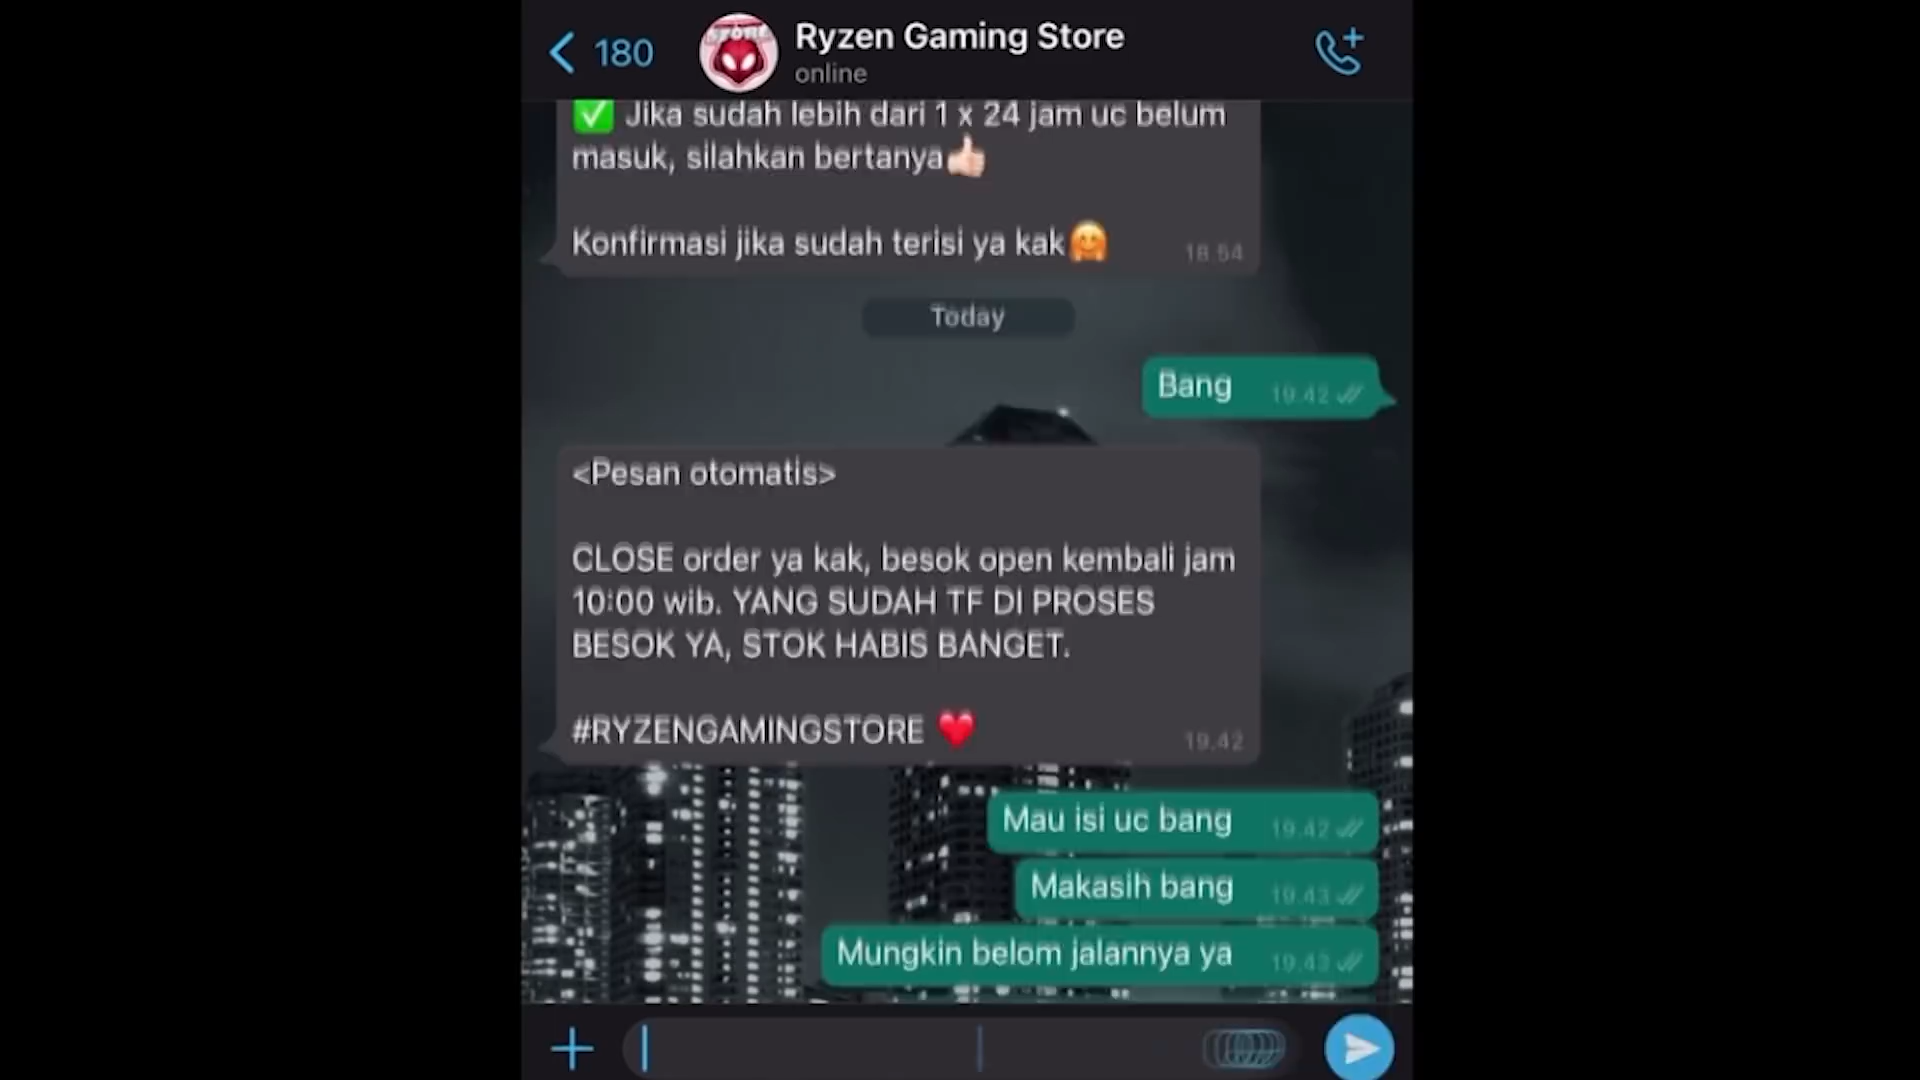 180
Ryzen Gaming Store
online
STORE
✅ Jika sudah lebih dari 1 x 24 jam uc belum
masuk, silahkan bertanya👍🏻
Konfirmasi jika sudah terisi ya kak🤗
18.54
Today
Bang 19.42
<Pesan otomatis>
CLOSE order ya kak, besok open kembali jam
10:00 wib. YANG SUDAH TF DI PROSES
BESOK YA, STOK HABIS BANGET.
#RYZENGAMINGSTORE ❤️
19.42
Mau isi uc bang 19.42
Makasih bang 19.43
Mungkin belom jalannya ya 19.43